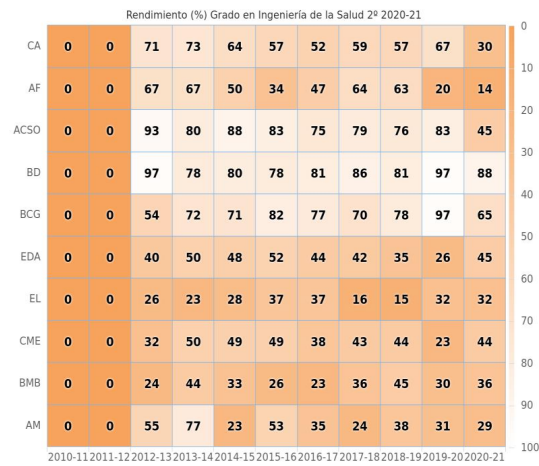 Rendimiento (%) Grado en Ingeniería de la Salud 2º 2020-21
CA 0 0 71 73 64 57 52 59 57 67 30
AF 0 0 67 67 50 34 47 64 63 20 14
ACSO 0 0 93 80 88 83 75 79 76 83 45
BD 0 0 97 78 80 78 81 86 81 97 88
BCG 0 0 54 72 71 82 77 70 78 97 65
EDA 0 0 40 50 48 52 44 42 35 26 45
EL 0 0 26 23 28 37 37 16 15 32 32
CME 0 0 32 50 49 49 38 43 44 23 44
BMB 0 0 24 44 33 26 23 36 45 30 36
AM 0 0 55 77 23 53 35 24 38 31 29
2010-11 2011-12 2012-13 2013-14 2014-15 2015-16 2016-17 2017-18 2018-19 2019-20 2020-21
0
10
20
30
40
50
60
70
80
90
100